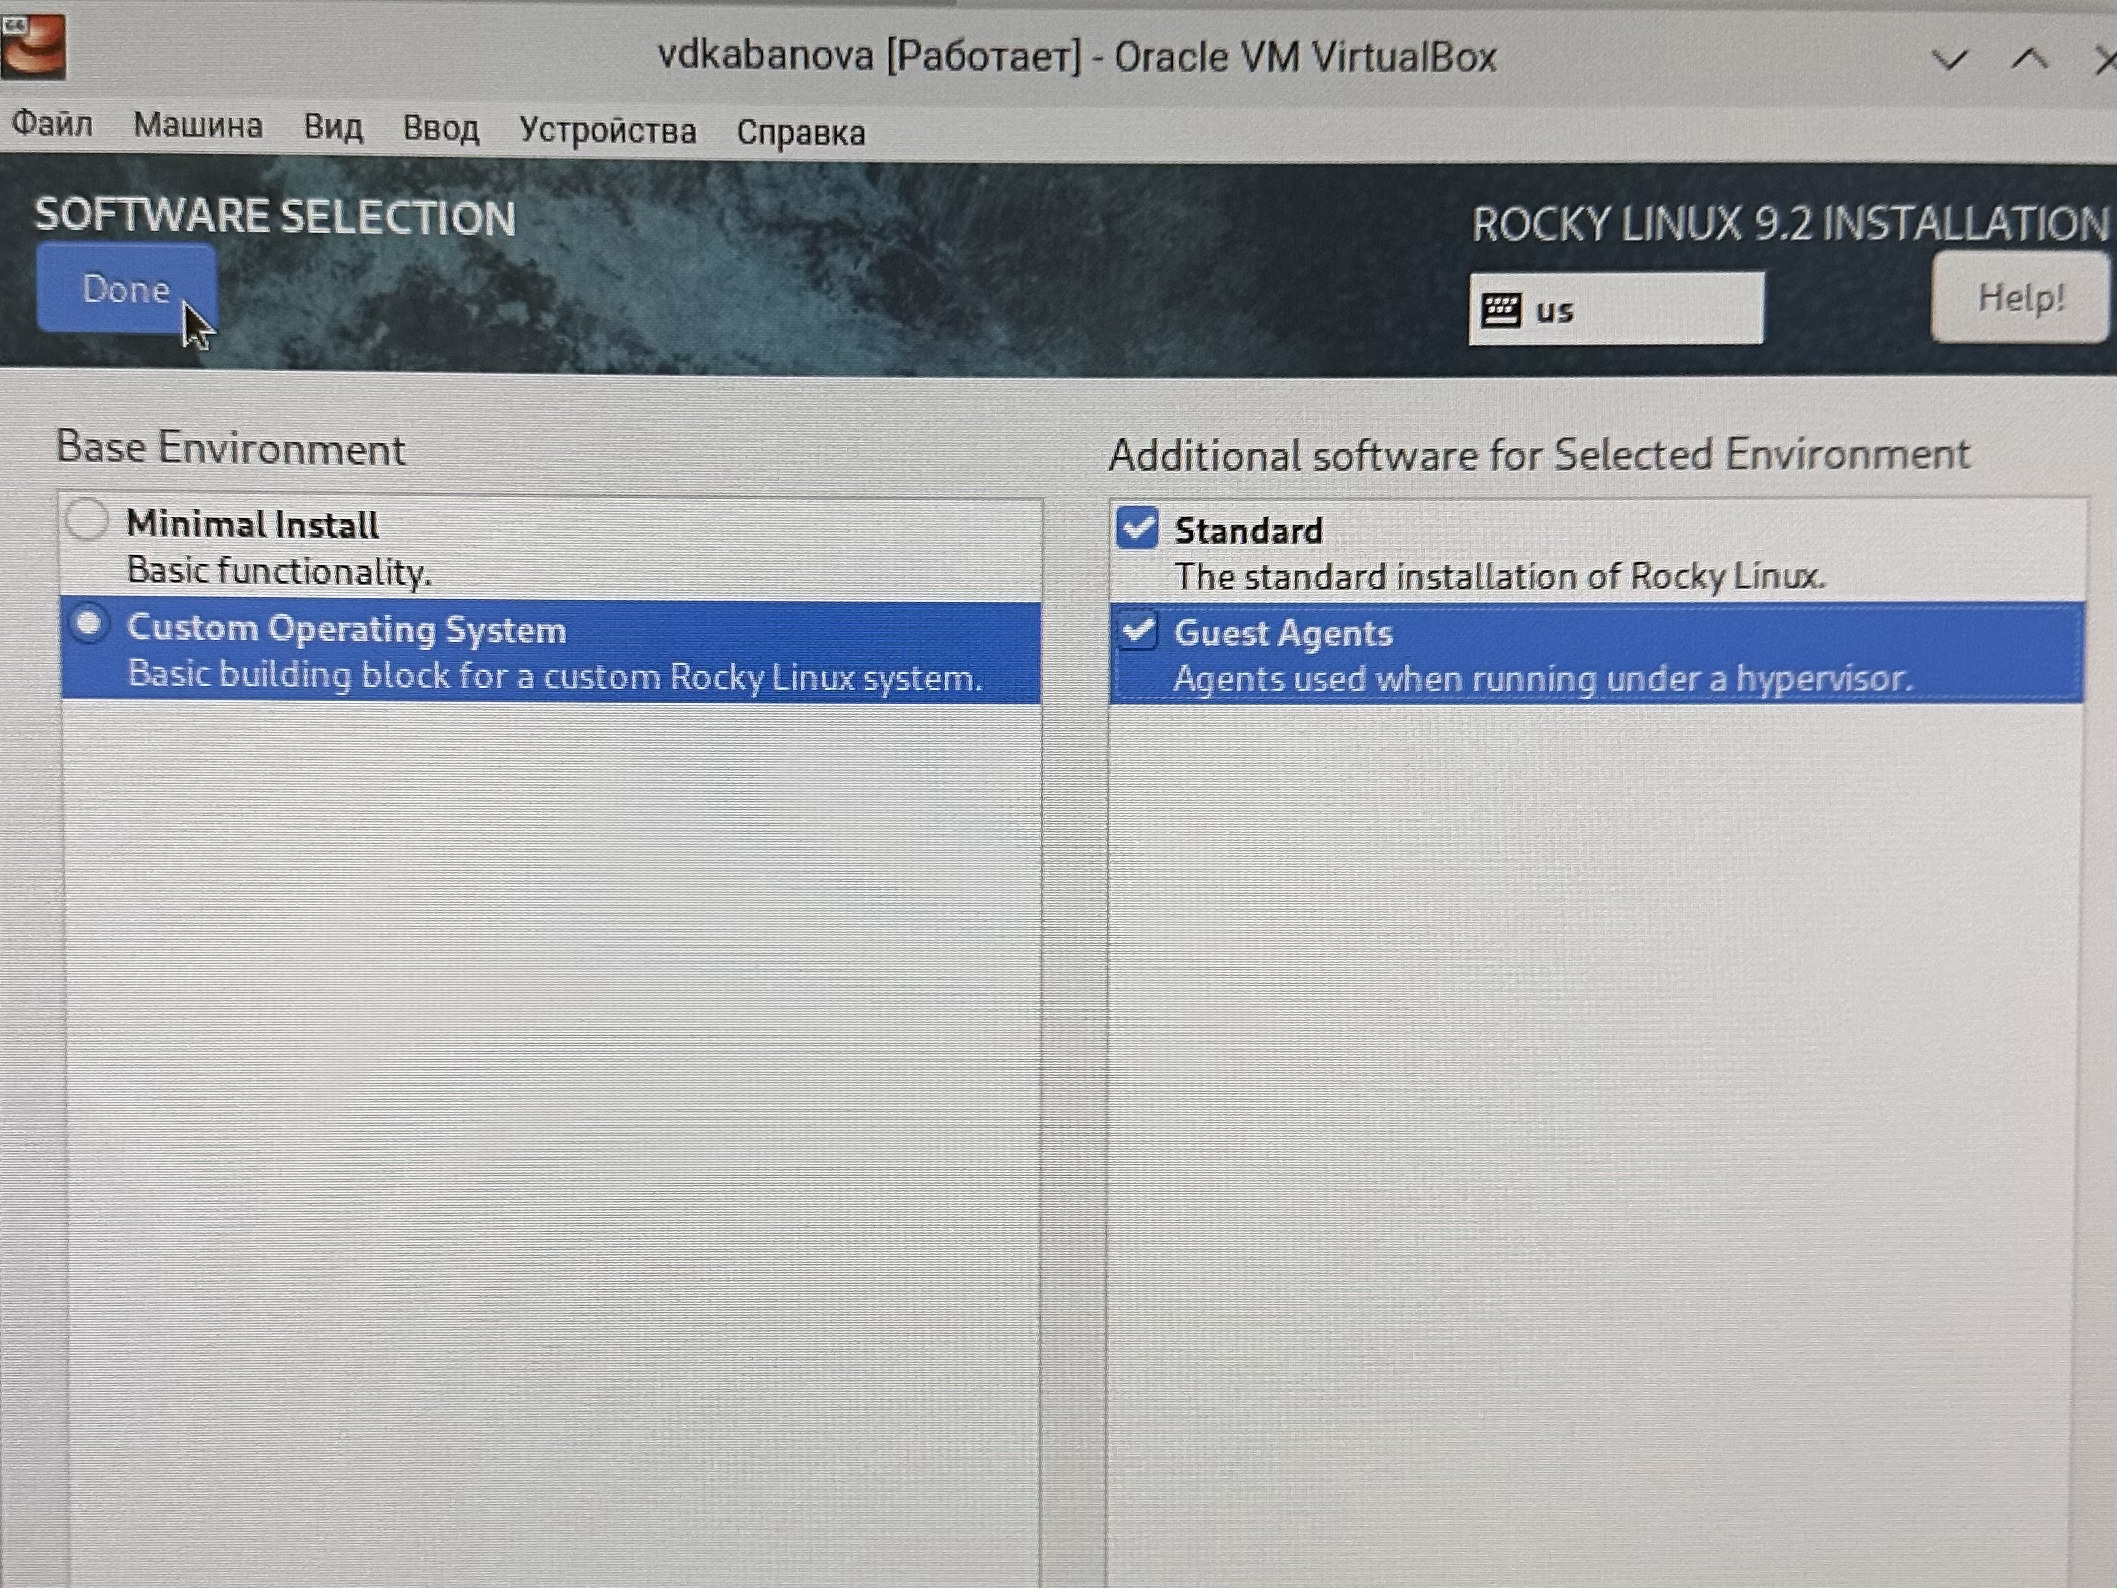 vdkabanova [Работает] - Oracle VM VirtualBox
Файл Машина Вид Ввод Устройства Справка
SOFTWARE SELECTION
ROCKY LINUX 9.2 INSTALLATION
Done
us
Help!
Base Environment
Additional software for Selected Environment
Minimal Install
Basic functionality.
Custom Operating System
Basic building block for a custom Rocky Linux system.
Standard
The standard installation of Rocky Linux.
Guest Agents
Agents used when running under a hypervisor.